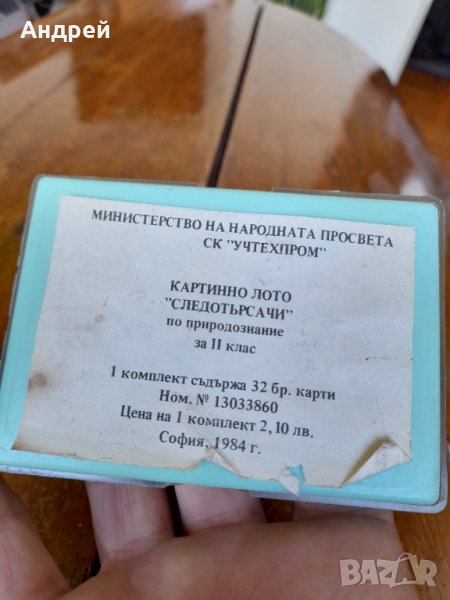 Андрей
МИНИСТЕРСТВО НА НАРОДНАТА ПРОСВЕТА
СК "УЧТЕХПРОМ"
КАРТИННО ЛОТО
"СЛЕДОТЪРСАЧИ"
по природознание
за II клас
1 комплект съдържа 32 бр. карти
Ном. № 13033860
Цена на 1 комплект 2,10 лв.
София, 1984 г.
BAZAR